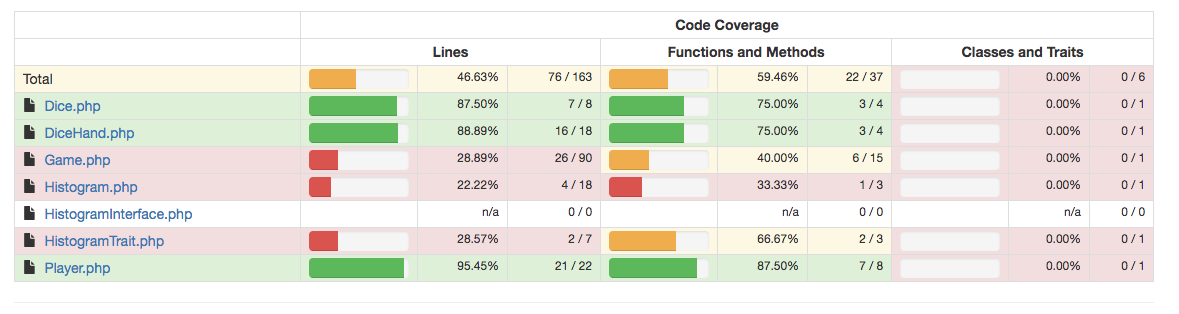 Code Coverage
Lines Functions and Methods Classes and Traits
Total 46.63% 76 / 163 59.46% 22 / 37 0.00% 0 / 6
Dice.php 87.50% 7 / 8 75.00% 3 / 4 0.00% 0 / 1
DiceHand.php 88.89% 16 / 18 75.00% 3 / 4 0.00% 0 / 1
Game.php 28.89% 26 / 90 40.00% 6 / 15 0.00% 0 / 1
Histogram.php 22.22% 4 / 18 33.33% 1 / 3 0.00% 0 / 1
HistogramInterface.php n/a 0 / 0 n/a 0 / 0 n/a 0 / 0
HistogramTrait.php 28.57% 2 / 7 66.67% 2 / 3 0.00% 0 / 1
Player.php 95.45% 21 / 22 87.50% 7 / 8 0.00% 0 / 1